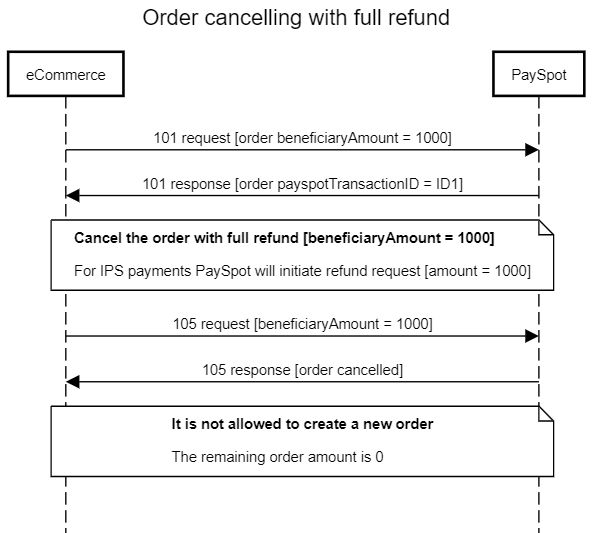 Order cancelling with full refund
eCommerce
PaySpot
101 request [order beneficiaryAmount = 1000]
101 response [order payspotTransactionID = ID1]
Cancel the order with full refund [beneficiaryAmount = 1000]
For IPS payments PaySpot will initiate refund request [amount = 1000]
105 request [beneficiaryAmount = 1000]
105 response [order cancelled]
It is not allowed to create a new order
The remaining order amount is 0